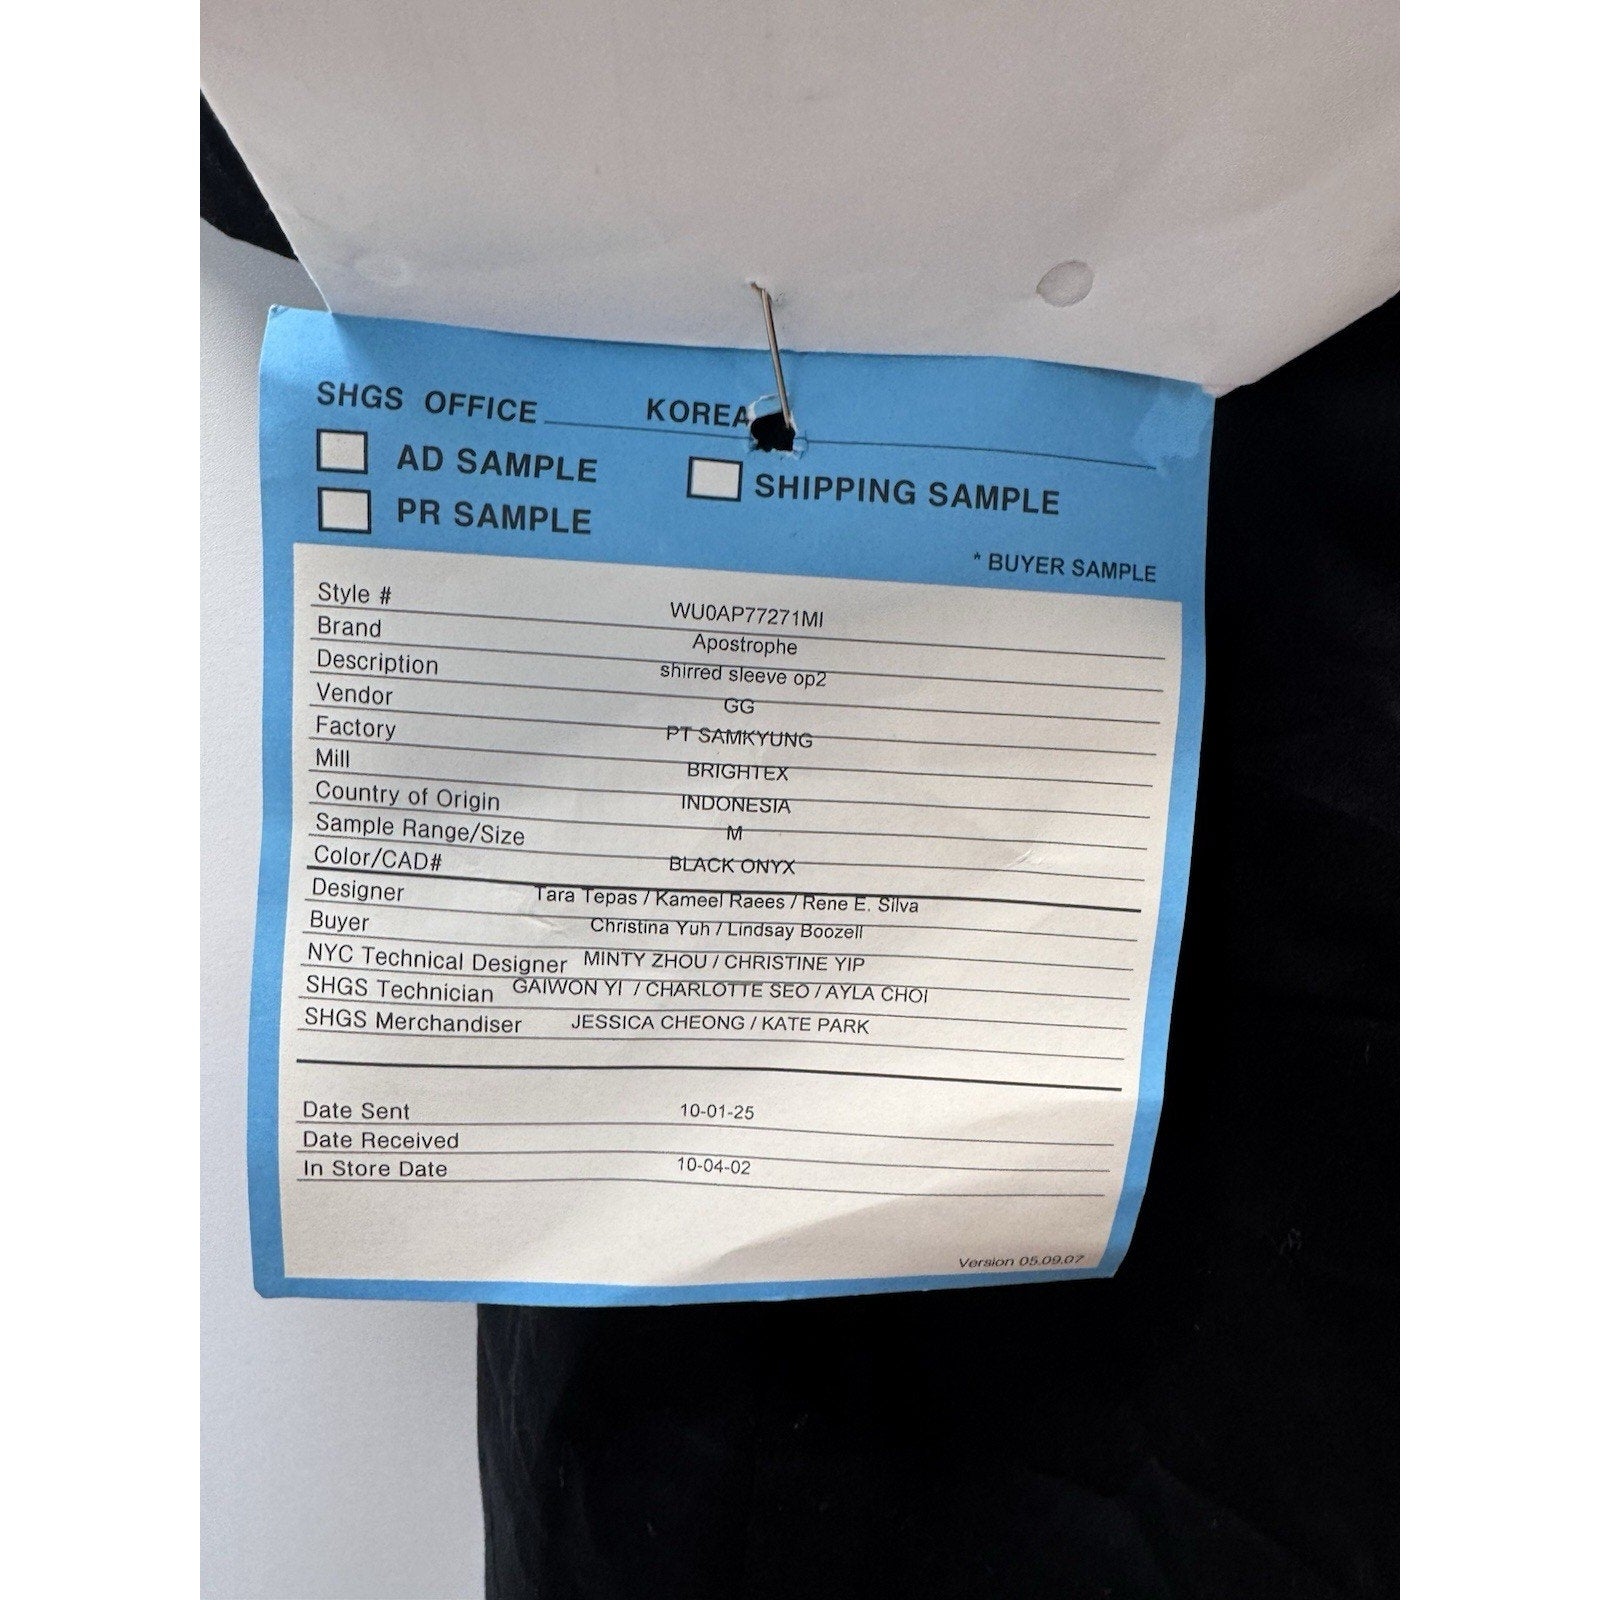 SHGS OFFICE KOREA
AD SAMPLE
SHIPPING SAMPLE
PR SAMPLE
* BUYER SAMPLE
Style # WU0AP77271MI
Brand Apostrophe
Description shirred sleeve op2
Vendor GG
Factory PT SAMKYUNG
Mill BRIGHTEX
Country of Origin INDONESIA
Sample Range/Size M
Color/CAD# BLACK ONYX
Designer Tara Tepas / Kameel Raees / Rene E. Silva
Buyer Christina Yuh / Lindsay Boozell
NYC Technical Designer MINTY ZHOU / CHRISTINE YIP
SHGS Technician GAIWON YI / CHARLOTTE SEO / AYLA CHOI
SHGS Merchandiser JESSICA CHEONG / KATE PARK
Date Sent 10-01-25
Date Received
In Store Date 10-04-02
Version 05.09.07